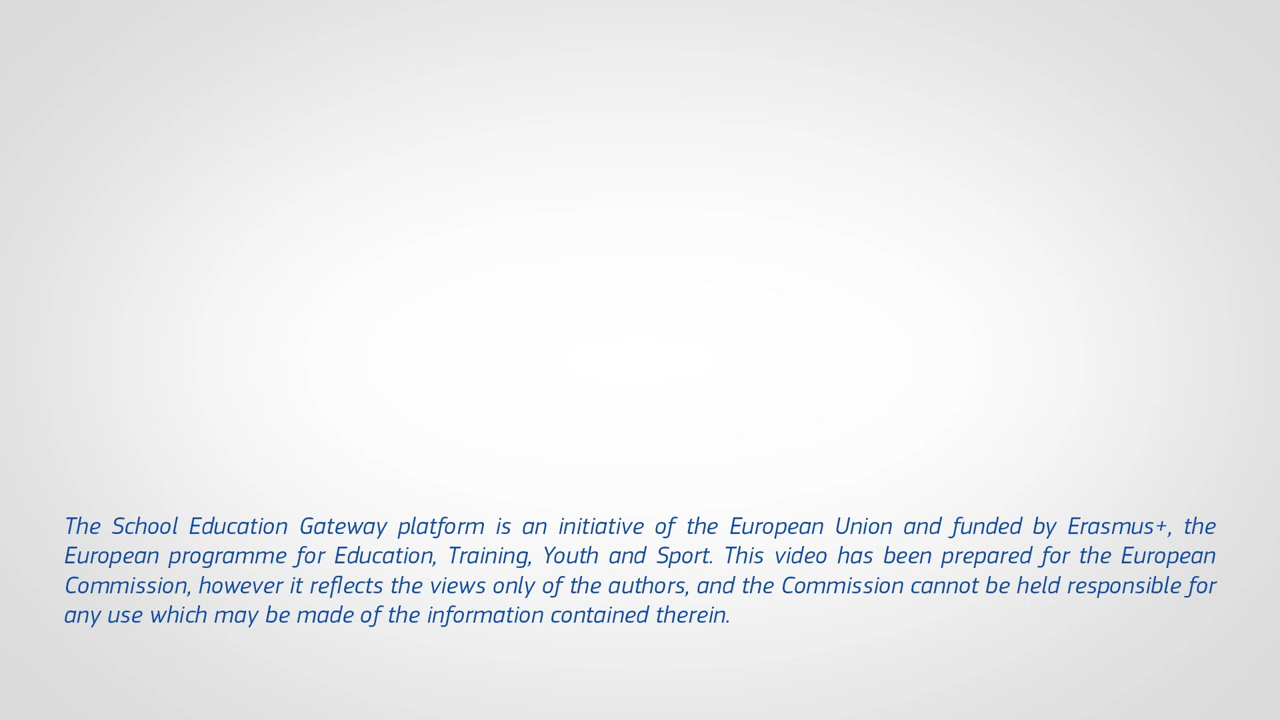 The School Education Gateway platform is an initiative of the European Union and funded by Erasmus+, the
European programme for Education, Training, Youth and Sport. This video has been prepared for the European
Commission, however it reflects the views only of the authors, and the Commission cannot be held responsible for
any use which may be made of the information contained therein.